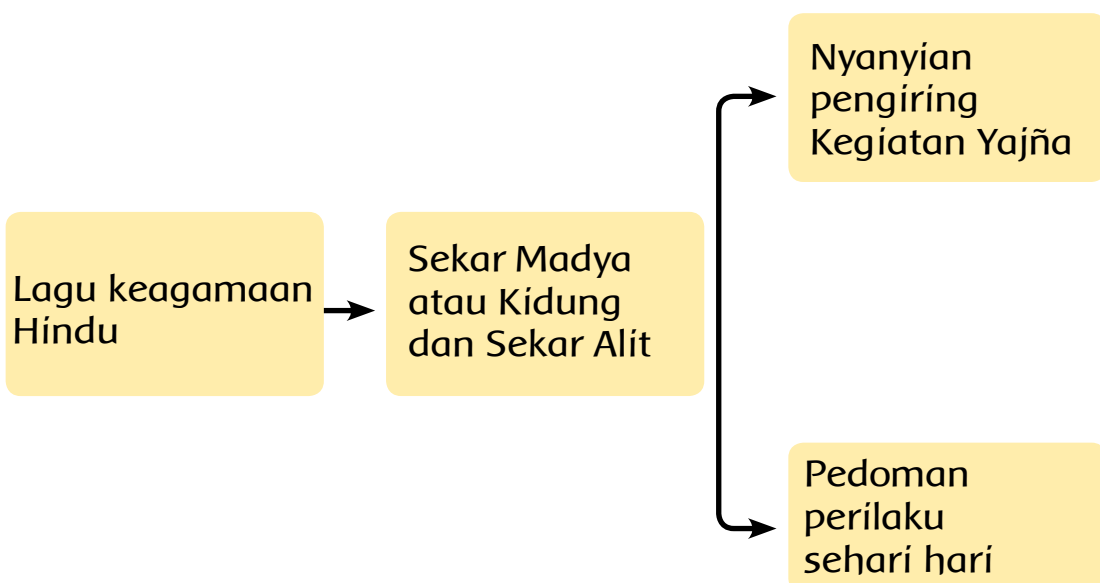 Lagu keagamaan
Hindu
Sekar Madya
atau Kidung
dan Sekar Alit
Nyanyian
pengiring
Kegiatan Yajña
Pedoman
perilaku
sehari hari